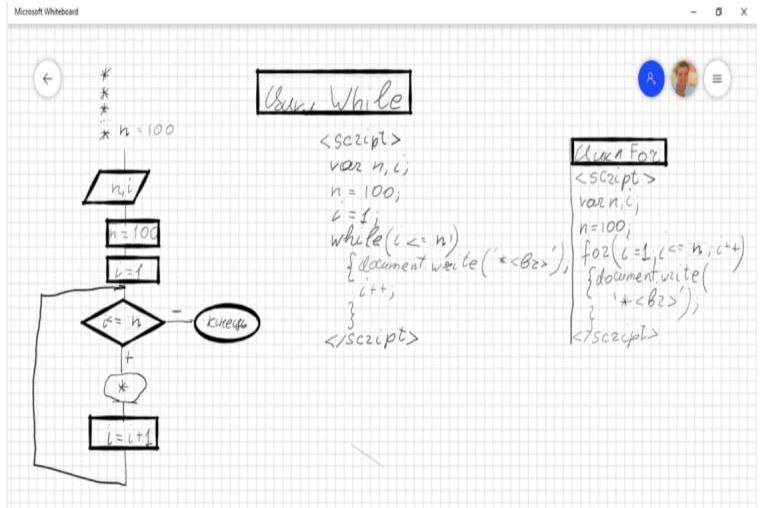 Microsoft Whiteboard
*
*
*
* n = 100
n, i
n = 100
i = 1
i <= n
-
кінець
+
*
i = i + 1
Цикл While
<script>
var n, i;
n = 100;
i = 1;
while(i <= n)
{document.write('*<br>');
i++;
}
</script>
Цикл For
<script>
var n, i;
n = 100;
for(i=1; i<=n; i++)
{document.write(
'*<br>');
}
</script>